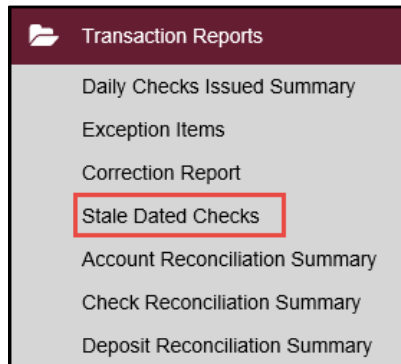 Transaction Reports
Daily Checks Issued Summary
Exception Items
Correction Report
Stale Dated Checks
Account Reconciliation Summary
Check Reconciliation Summary
Deposit Reconciliation Summary